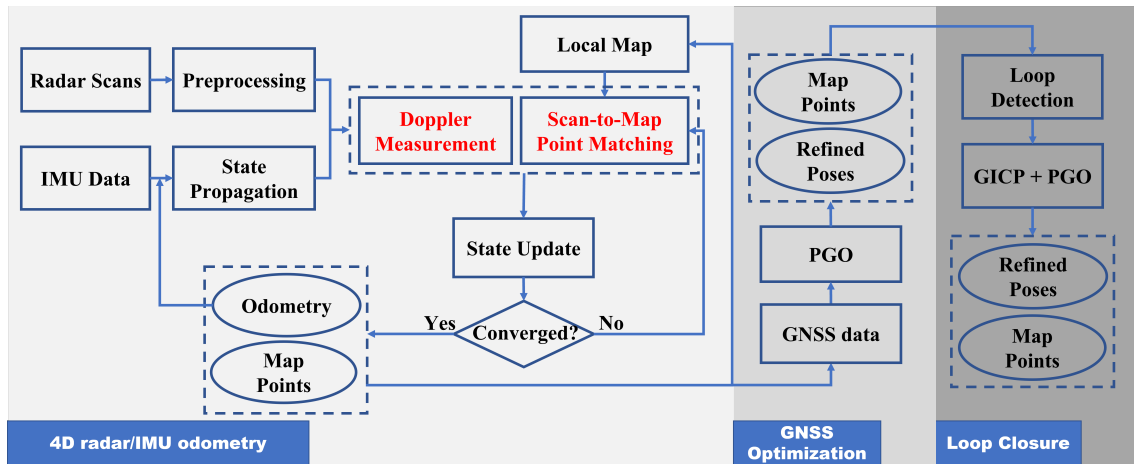 Radar Scans
Preprocessing
IMU Data
State
Propagation
Local Map
Doppler
Measurement
Scan-to-Map
Point Matching
State Update
Converged?
Yes
No
Odometry
Map
Points
4D radar/IMU odometry
Map
Points
Refined
Poses
PGO
GNSS data
GNSS
Optimization
Loop
Detection
GICP + PGO
Refined
Poses
Map
Points
Loop Closure